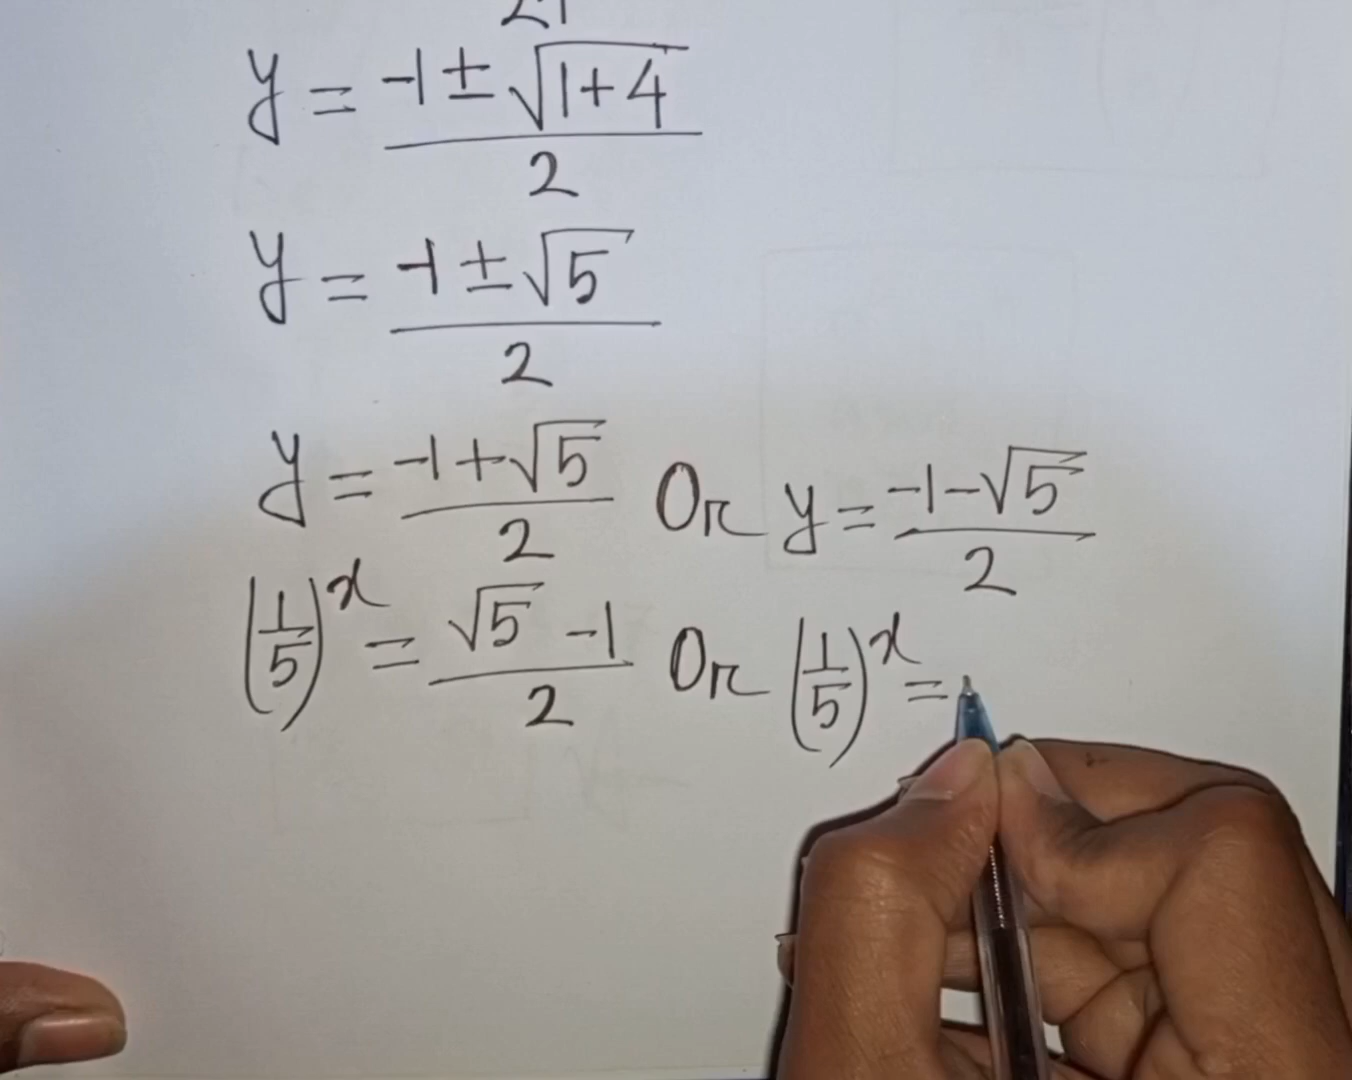 y = (-1 ± √(1+4))/2
y = (-1 ± √5)/2
y = (-1+√5)/2 Or y = (-1-√5)/2
(1/5)^x = (√5 -1)/2 Or (1/5)^x =